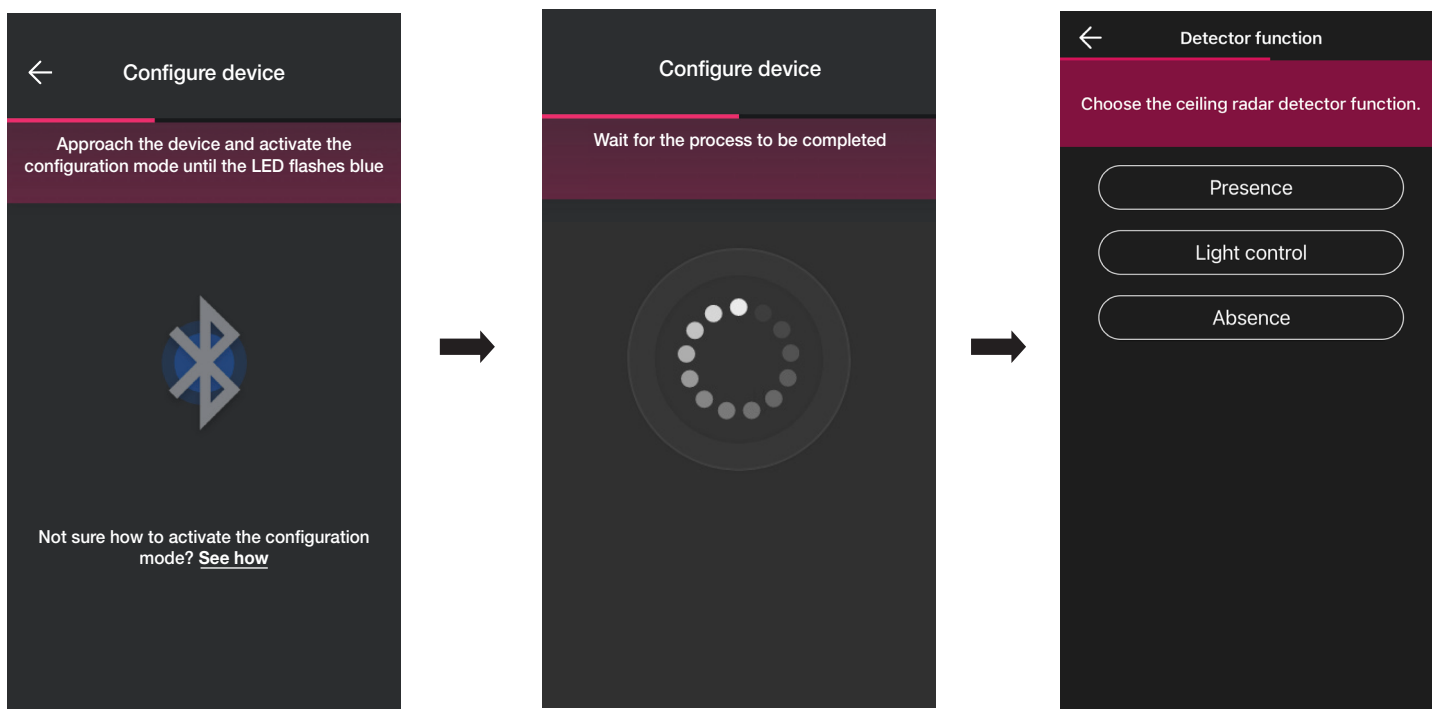 Configure device
Approach the device and activate the
configuration mode until the LED flashes blue
Not sure how to activate the configuration
mode? See how
Configure device
Wait for the process to be completed
Detector function
Choose the ceiling radar detector function.
Presence
Light control
Absence